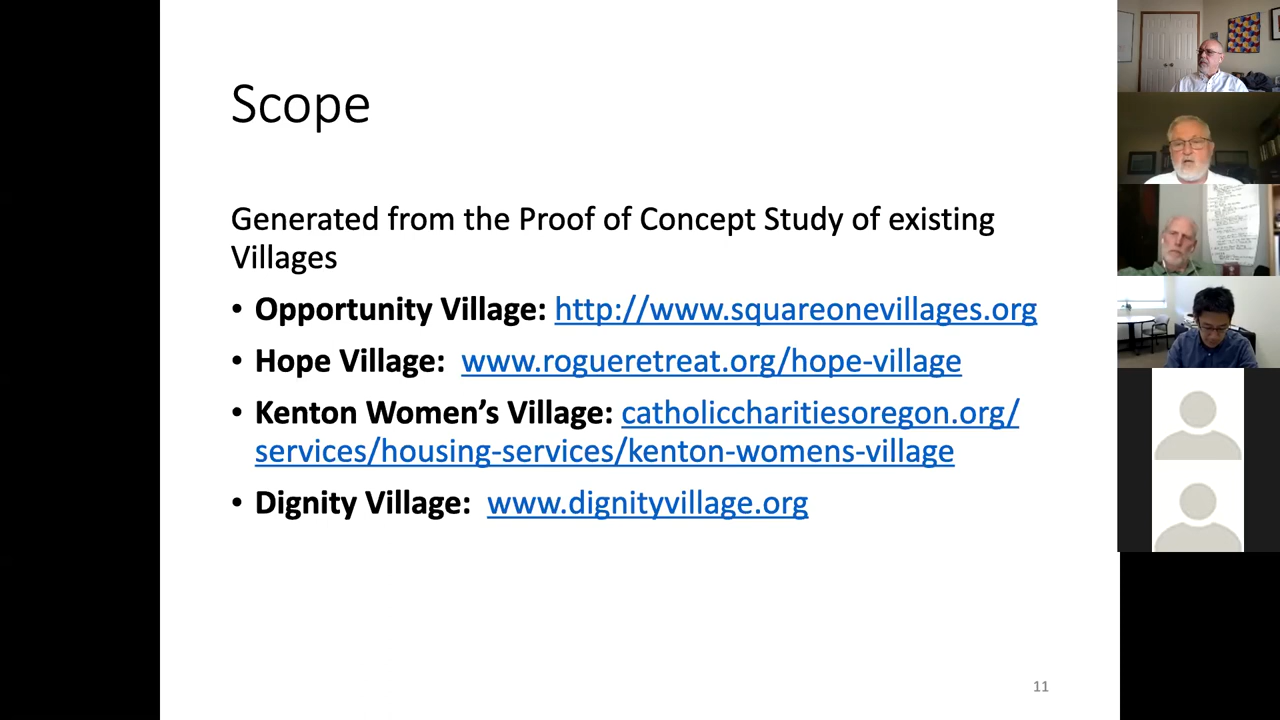 Scope
Generated from the Proof of Concept Study of existing
Villages
• Opportunity Village: http://www.squareonevillages.org
• Hope Village: www.rogueretreat.org/hope-village
• Kenton Women’s Village: catholiccharitiesoregon.org/
services/housing-services/kenton-womens-village
• Dignity Village: www.dignityvillage.org
11